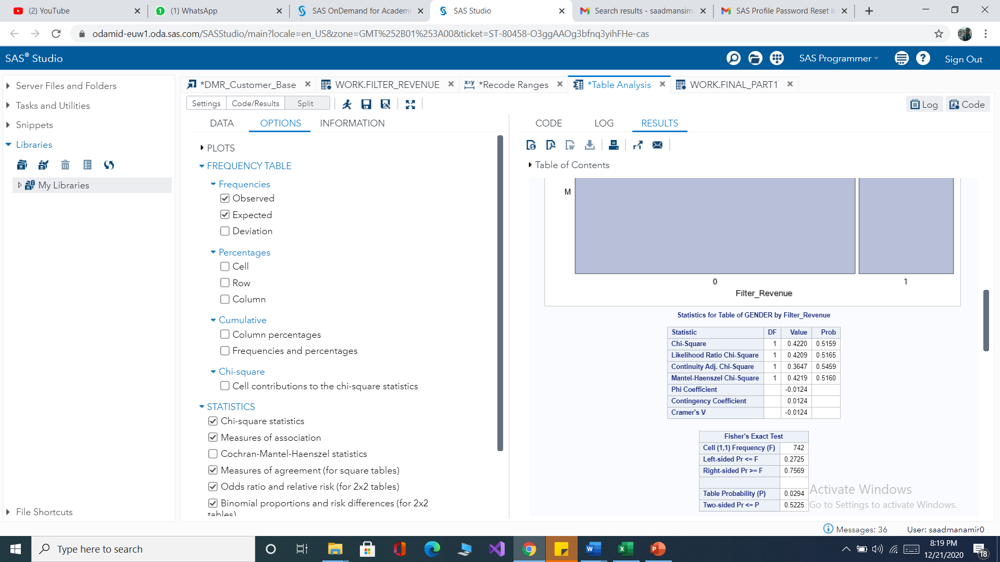 (2) YouTube
(1) WhatsApp
SAS OnDemand for Academi
SAS Studio
Search results - saadmansim
SAS Profile Password Reset I
odamid-euw1.oda.sas.com/SASStudio/main?locale=en_US&zone=GMT%252B01%253A00&ticket=ST-80458-O3ggAAOg3bfnq3yihFHe-cas
SAS® Studio
SAS Programmer
Sign Out
Server Files and Folders
Tasks and Utilities
Snippets
Libraries
My Libraries
File Shortcuts
*DMR_Customer_Base
WORK.FILTER_REVENUE
*Recode Ranges
*Table Analysis
WORK.FINAL_PART1
Settings
Code/Results
Split
Log
Code
DATA
OPTIONS
INFORMATION
PLOTS
FREQUENCY TABLE
Frequencies
Observed
Expected
Deviation
Percentages
Cell
Row
Column
Cumulative
Column percentages
Frequencies and percentages
Chi-square
Cell contributions to the chi-square statistics
STATISTICS
Chi-square statistics
Measures of association
Cochran-Mantel-Haenszel statistics
Measures of agreement (for square tables)
Odds ratio and relative risk (for 2x2 tables)
Binomial proportions and risk differences (for 2x2
tables)
CODE
LOG
RESULTS
Table of Contents
M
0
1
Filter_Revenue
Statistics for Table of GENDER by Filter_Revenue
Statistic DF Value Prob
Chi-Square 1 0.4220 0.5159
Likelihood Ratio Chi-Square 1 0.4209 0.5165
Continuity Adj. Chi-Square 1 0.3647 0.5459
Mantel-Haenszel Chi-Square 1 0.4219 0.5160
Phi Coefficient -0.0124
Contingency Coefficient 0.0124
Cramer's V -0.0124
Fisher's Exact Test
Cell (1,1) Frequency (F) 742
Left-sided Pr <= F 0.2725
Right-sided Pr >= F 0.7569
Table Probability (P) 0.0294
Two-sided Pr <= P 0.5225
Activate Windows
Go to Settings to activate Windows.
Messages: 36
User: saadmanamir0
Type here to search
8:19 PM
12/21/2020
18